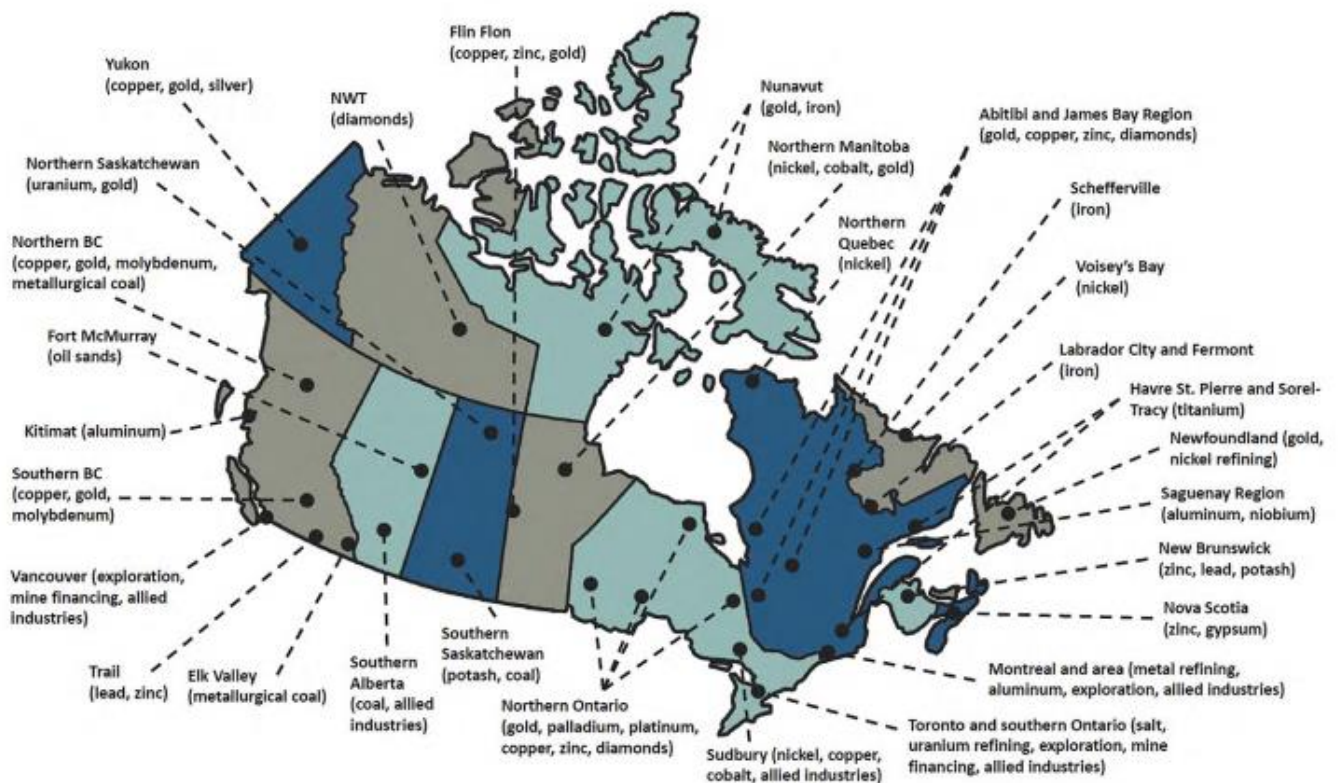 Flin Flon
(copper, zinc, gold)
Yukon
(copper, gold, silver)
NWT
(diamonds)
Nunavut
(gold, iron)
Abitibi and James Bay Region
(gold, copper, zinc, diamonds)
Northern Saskatchewan
(uranium, gold)
Northern Manitoba
(nickel, cobalt, gold)
Schefferville
(iron)
Northern BC
(copper, gold, molybdenum,
metallurgical coal)
Northern
Quebec
(nickel)
Voisey's Bay
(nickel)
Fort McMurray
(oil sands)
Labrador City and Fermont
(iron)
Havre St. Pierre and Sorel-
Tracy (titanium)
Kitimat (aluminum)
Newfoundland (gold,
nickel refining)
Southern BC
(copper, gold,
molybdenum)
Saguenay Region
(aluminum, niobium)
New Brunswick
(zinc, lead, potash)
Vancouver (exploration,
mine financing, allied
industries)
Nova Scotia
(zinc, gypsum)
Trail
(lead, zinc)
Elk Valley
(metallurgical coal)
Southern
Alberta
(coal, allied
industries)
Southern
Saskatchewan
(potash, coal)
Northern Ontario
(gold, palladium, platinum,
copper, zinc, diamonds)
Montreal and area (metal refining,
aluminum, exploration, allied industries)
Sudbury (nickel, copper,
cobalt, allied industries)
Toronto and southern Ontario (salt,
uranium refining, exploration, mine
financing, allied industries)